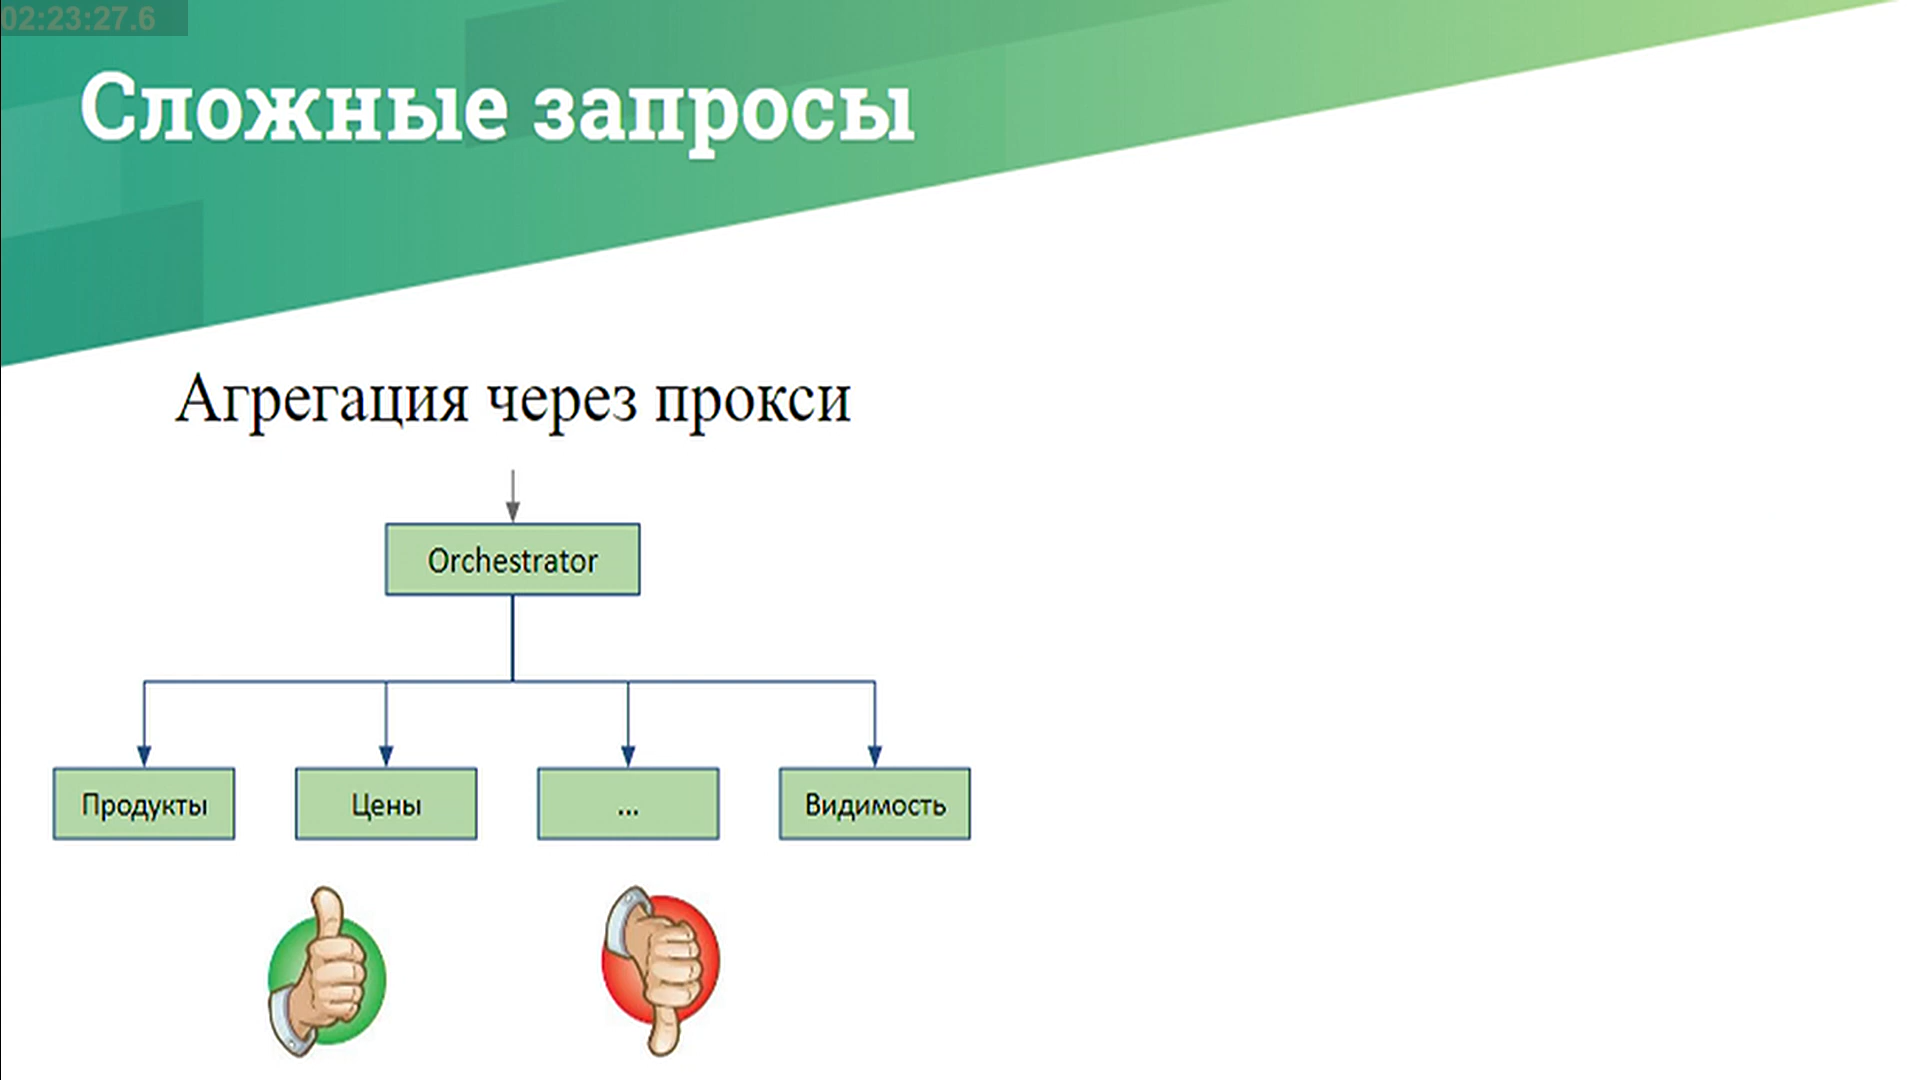 02:23:27.6
Сложные запросы
Агрегация через прокси
Orchestrator
Продукты
Цены
...
Видимость